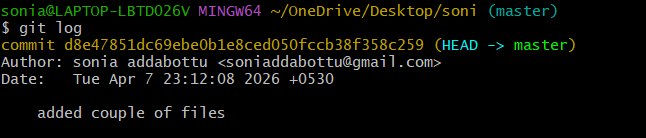 sonia@LAPTOP-LBTDO26V MINGW64 ~/OneDrive/Desktop/soni (master)
$ git log
commit d8e47851dc69ebe0b1e8ced050fccb38f358c259 (HEAD -> master)
Author: sonia addabottu <soniaddabottu@gmail.com>
Date:   Tue Apr 7 23:12:08 2026 +0530

    added couple of files